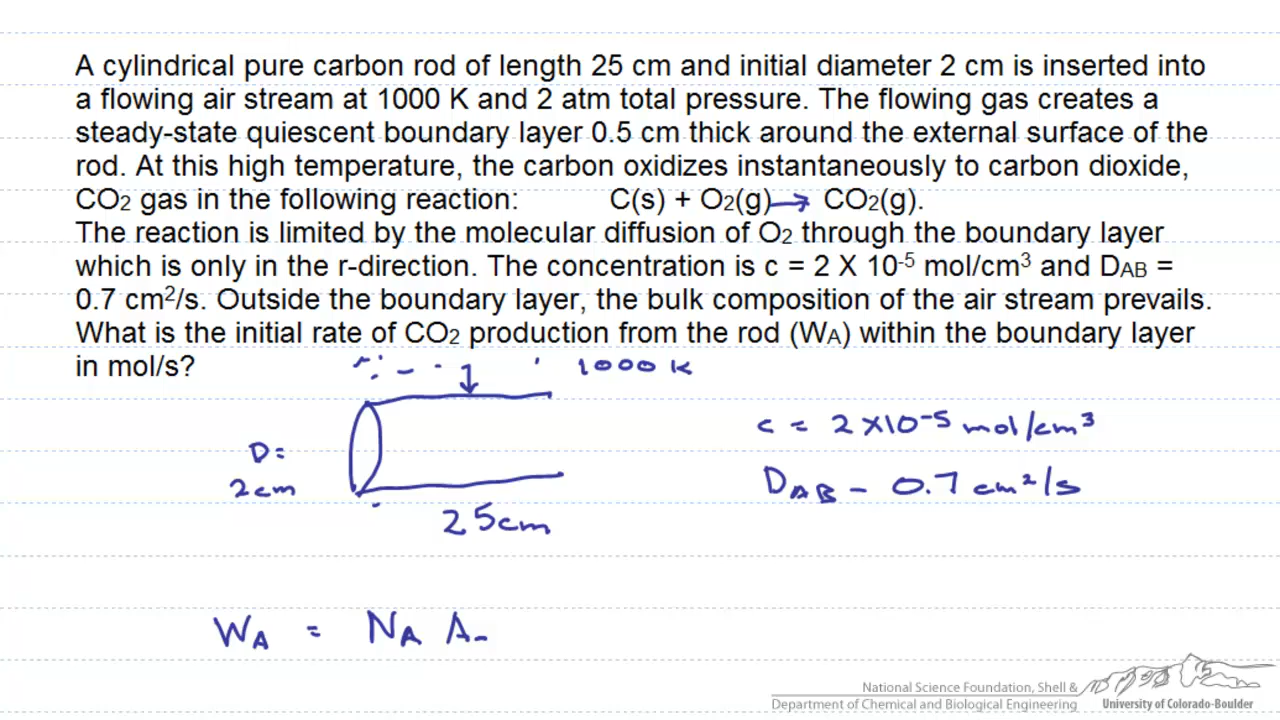 A cylindrical pure carbon rod of length 25 cm and initial diameter 2 cm is inserted into
a flowing air stream at 1000 K and 2 atm total pressure. The flowing gas creates a
steady-state quiescent boundary layer 0.5 cm thick around the external surface of the
rod. At this high temperature, the carbon oxidizes instantaneously to carbon dioxide,
CO2 gas in the following reaction: C(s) + O2(g) → CO2(g).
The reaction is limited by the molecular diffusion of O2 through the boundary layer
which is only in the r-direction. The concentration is c = 2 X 10⁻⁵ mol/cm³ and DAB =
0.7 cm²/s. Outside the boundary layer, the bulk composition of the air stream prevails.
What is the initial rate of CO2 production from the rod (WA) within the boundary layer
in mol/s?
1000 K
c = 2 X 10⁻⁵ mol/cm³
D=
2cm
DAB - 0.7 cm²/s
25cm
WA = NA A
National Science Foundation, Shell &
Department of Chemical and Biological Engineering
University of Colorado-Boulder